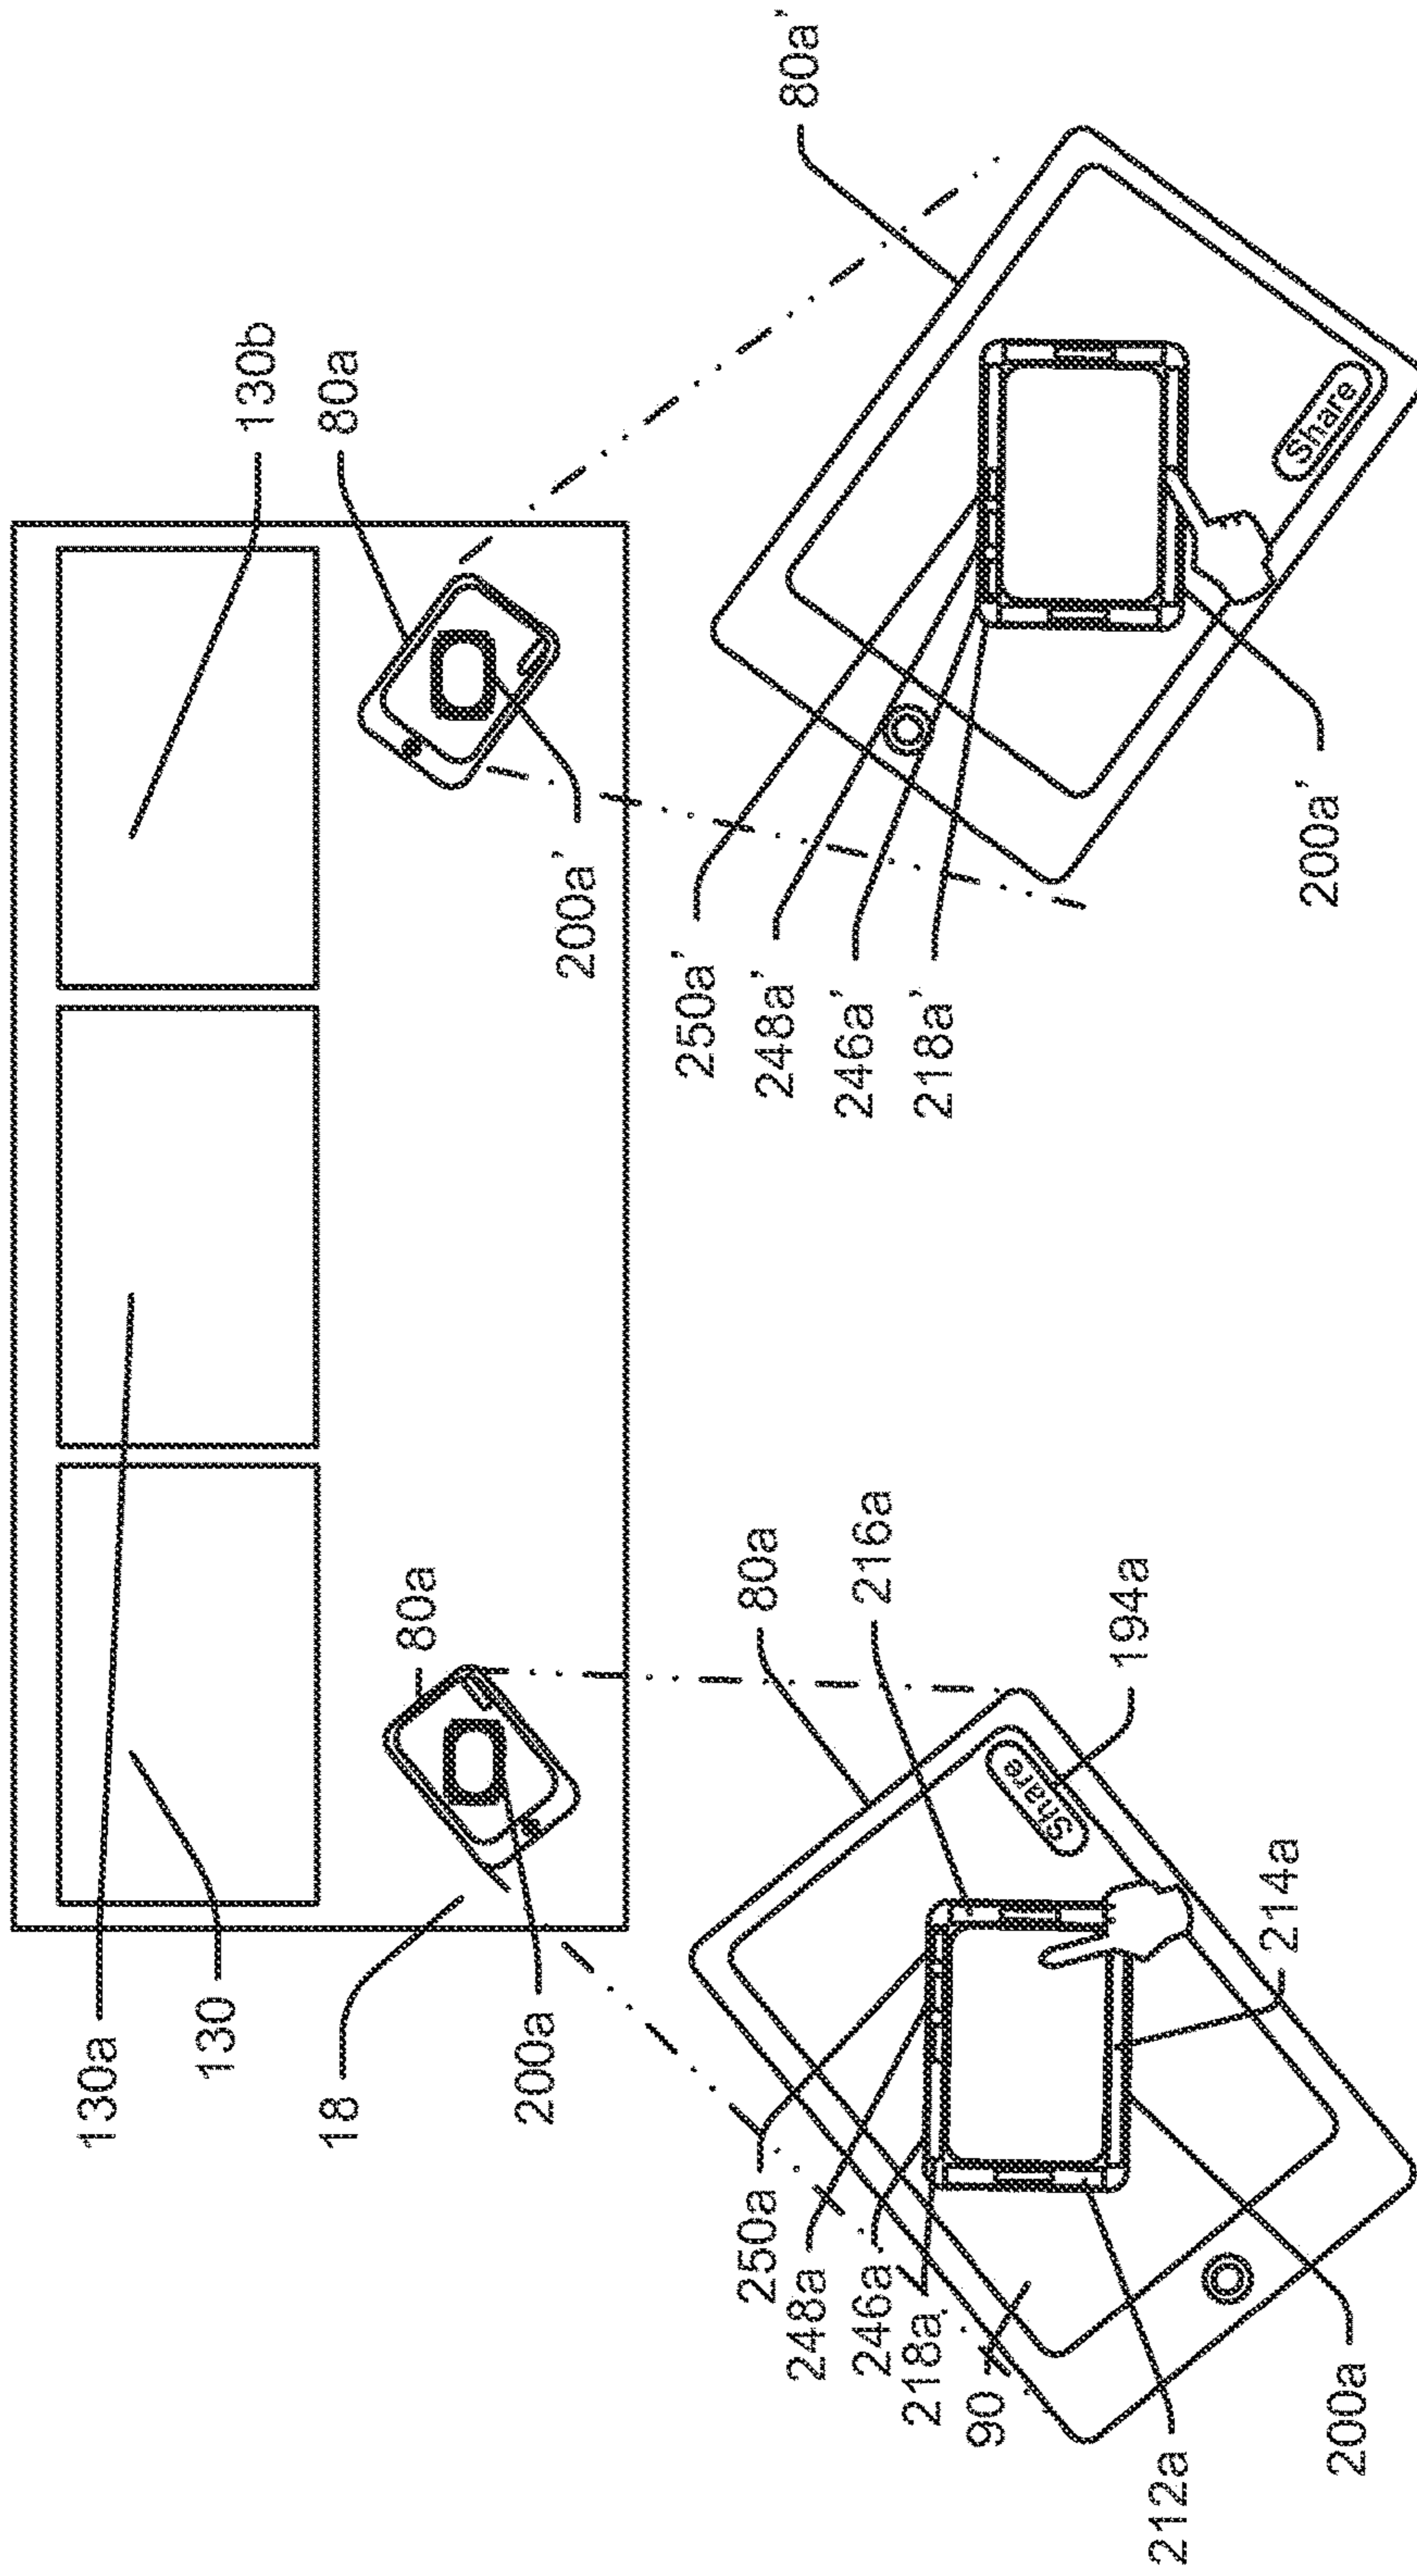 130a
130
130b
18
80a
80a
200a
200a’
250a
80a
250a’
80a’
248a
216a
248a’
246a
246a’
218a
218a’
90
Share
194a
212a
214a
Share
200a
200a’